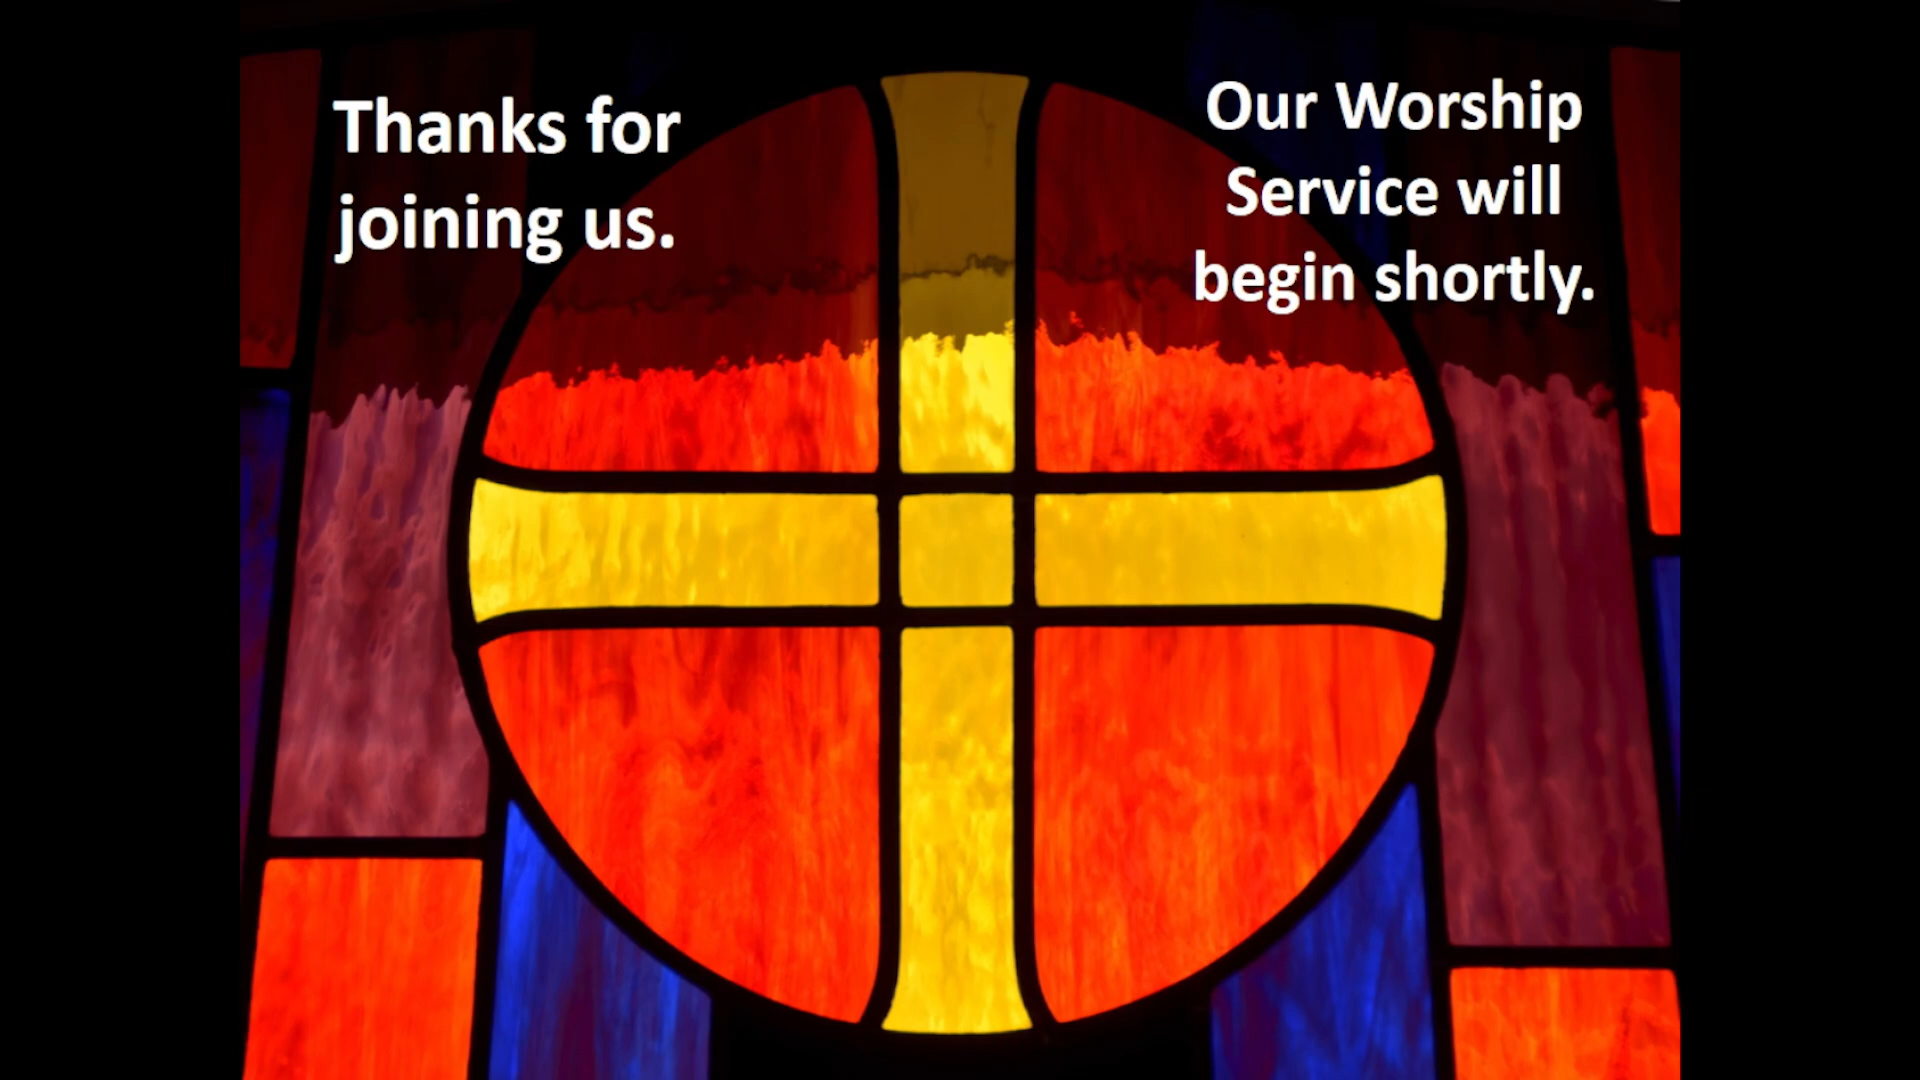 Thanks for
joining us.
Our Worship
Service will
begin shortly.